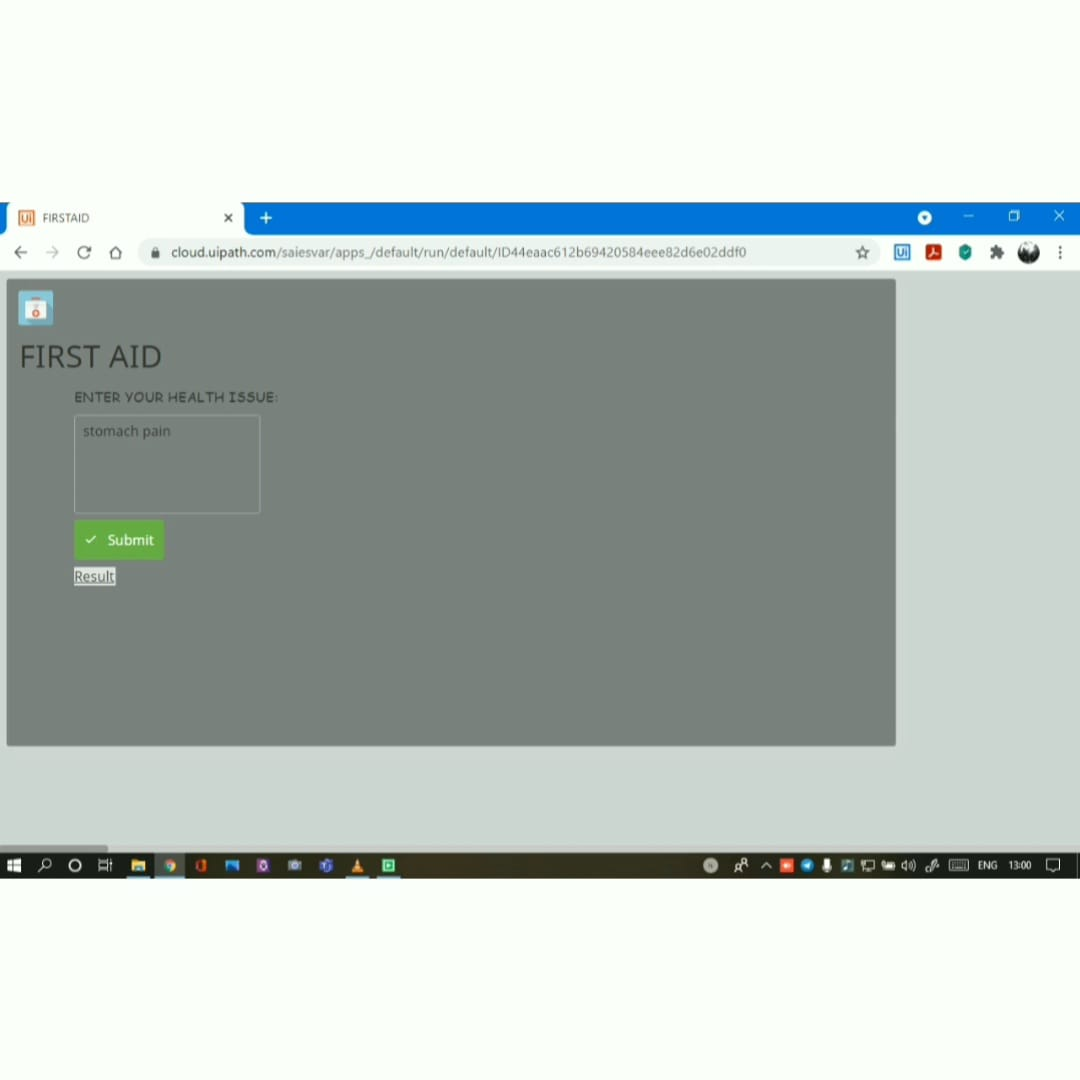 FIRSTAID
cloud.uipath.com/saiesvar/apps_/default/run/default/ID44eaac612b69420584eee82d6e02ddf0
FIRST AID
ENTER YOUR HEALTH ISSUE:
stomach pain
Submit
Result
ENG 13:00